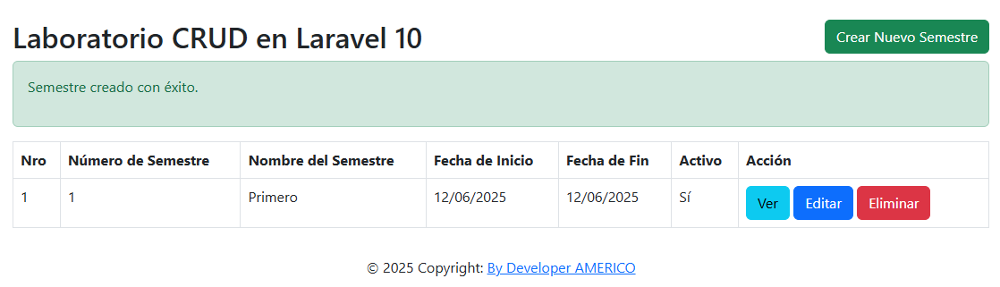 Laboratorio CRUD en Laravel 10 Crear Nuevo Semestre
Semestre creado con éxito.
Nro Número de Semestre Nombre del Semestre Fecha de Inicio Fecha de Fin Activo Acción
1 1 Primero 12/06/2025 12/06/2025 Sí Ver Editar Eliminar
© 2025 Copyright: By Developer AMERICO